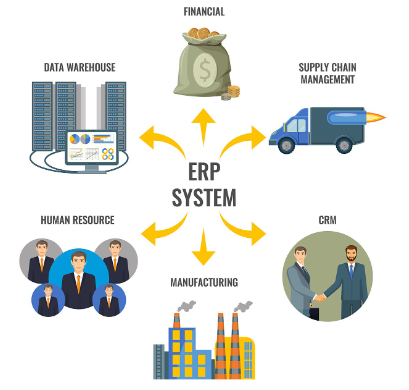 FINANCIAL
DATA WAREHOUSE
SUPPLY CHAIN
MANAGEMENT
$
ERP
SYSTEM
HUMAN RESOURCE
CRM
MANUFACTURING